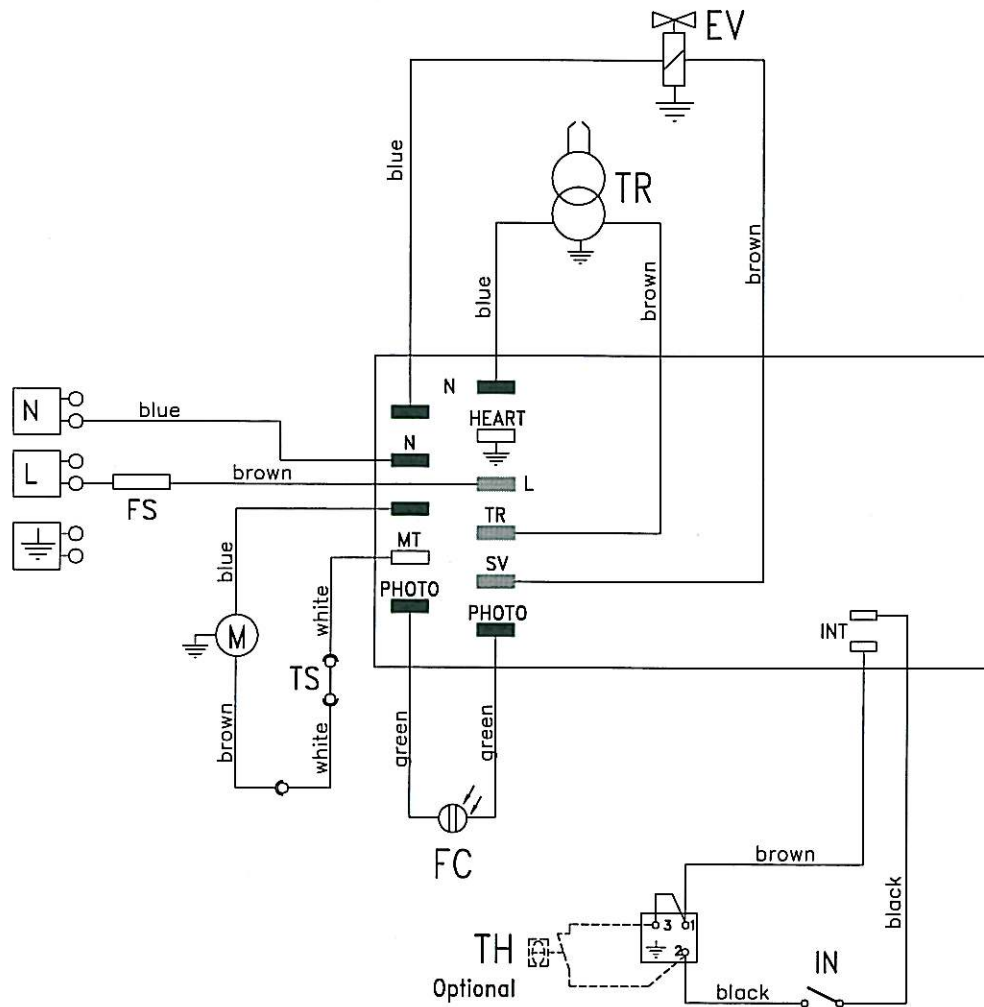 EV
blue
TR
brown
blue
brown
N
N
blue
HEART
N
L
brown
L
FS
TR
MT
SV
blue
PHOTO
white
PHOTO
INT
M
TS
brown
white
green
green
FC
brown
black
3 1
TH
2
IN
Optional
black